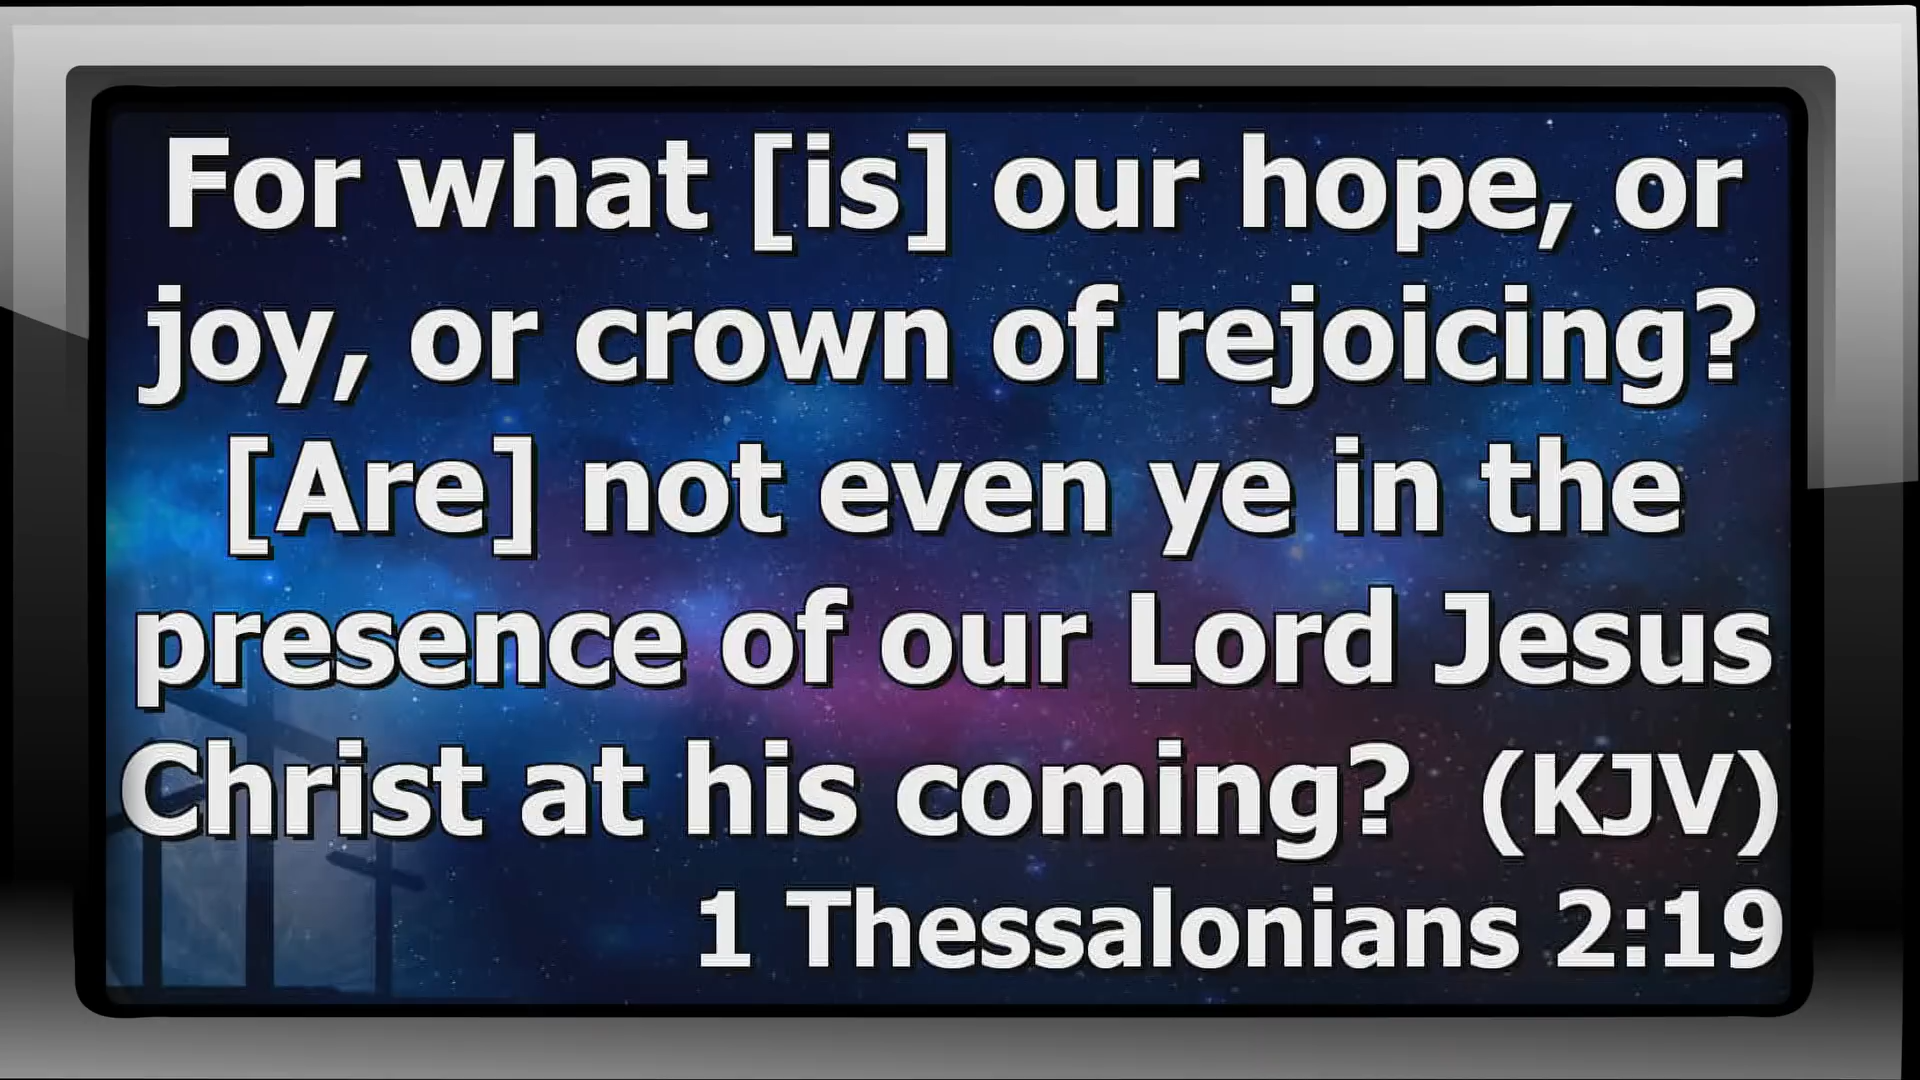 For what [is] our hope, or
joy, or crown of rejoicing?
[Are] not even ye in the
presence of our Lord Jesus
Christ at his coming? (KJV)
1 Thessalonians 2:19